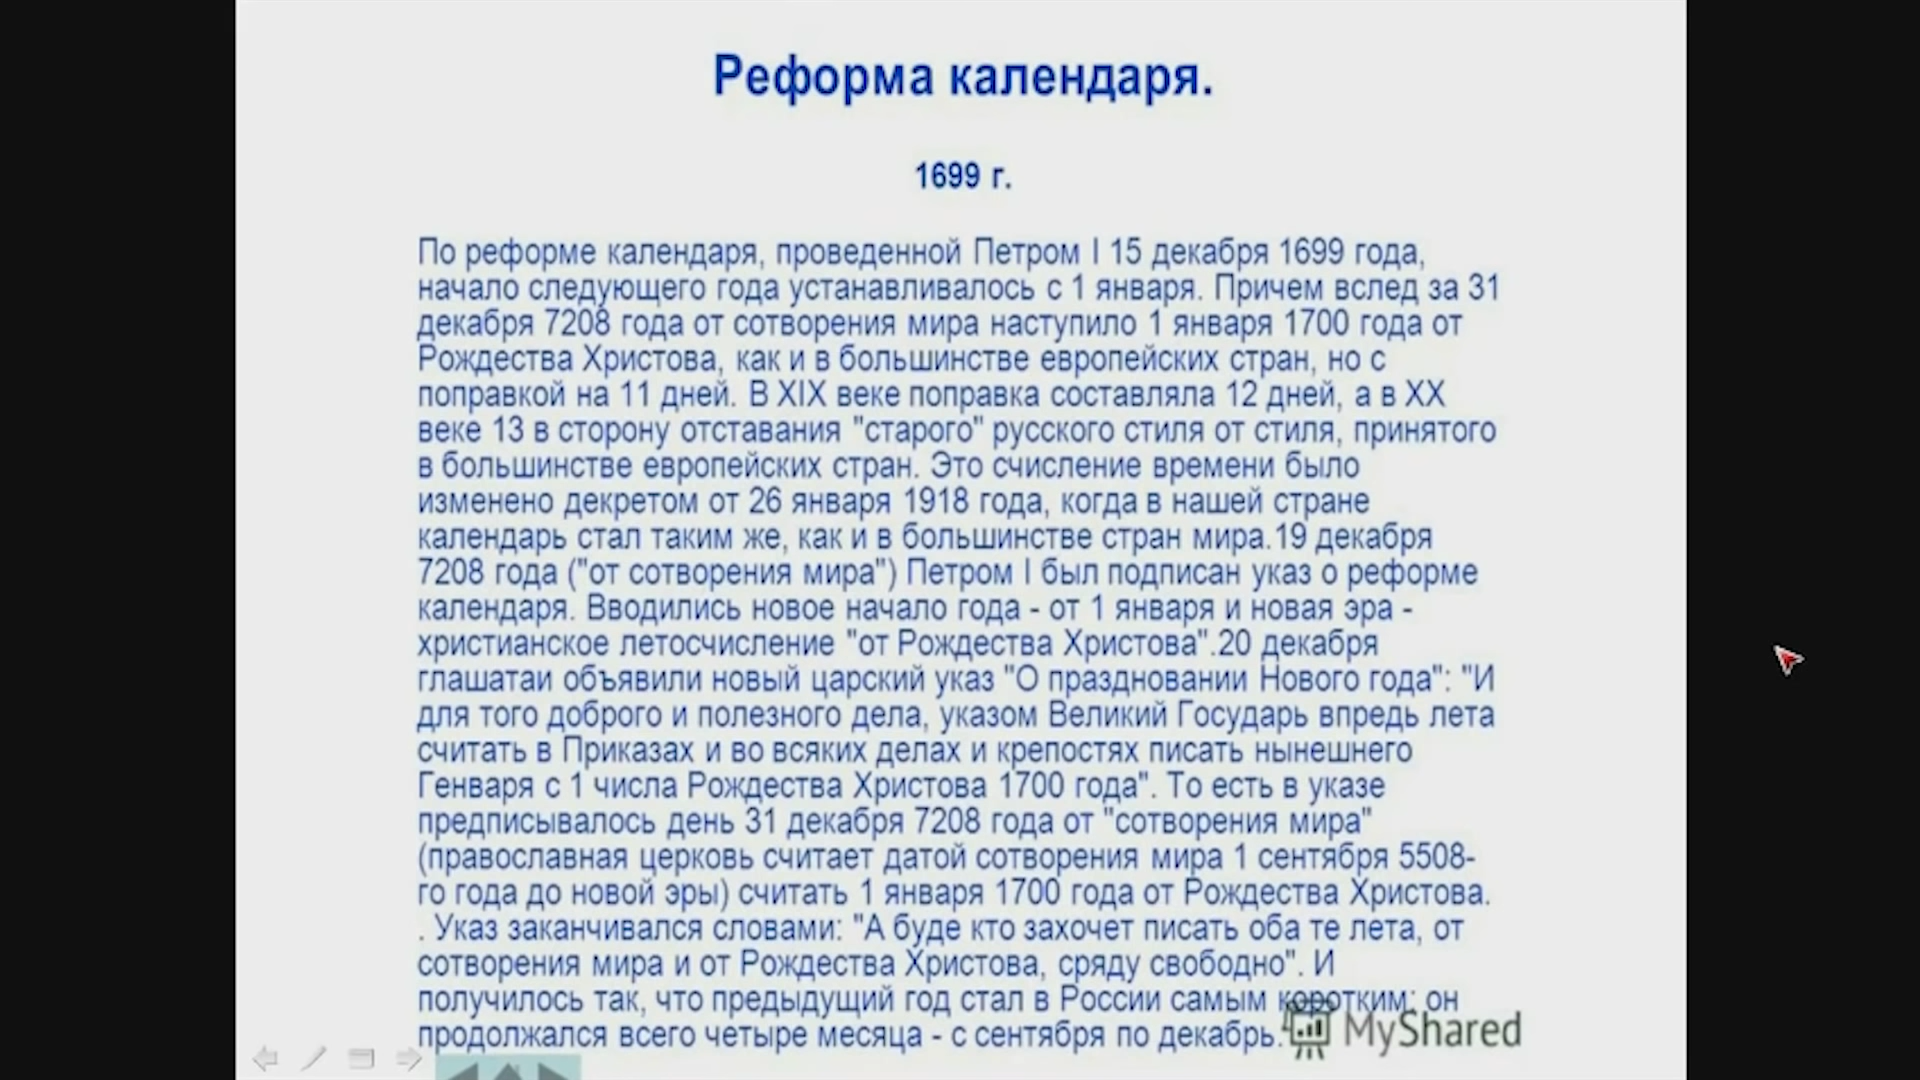 Реформа календаря.
1699 г.
По реформе календаря, проведенной Петром I 15 декабря 1699 года,
начало следующего года устанавливалось с 1 января. Причем вслед за 31
декабря 7208 года от сотворения мира наступило 1 января 1700 года от
Рождества Христова, как и в большинстве европейских стран, но с
поправкой на 11 дней. В XIX веке поправка составляла 12 дней, а в XX
веке 13 в сторону отставания "старого" русского стиля от стиля, принятого
в большинстве европейских стран. Это счисление времени было
изменено декретом от 26 января 1918 года, когда в нашей стране
календарь стал таким же, как и в большинстве стран мира.19 декабря
7208 года ("от сотворения мира") Петром I был подписан указ о реформе
календаря. Вводились новое начало года - от 1 января и новая эра -
христианское летосчисление "от Рождества Христова".20 декабря
глашатаи объявили новый царский указ "О праздновании Нового года": "И
для того доброго и полезного дела, указом Великий Государь впредь лета
считать в Приказах и во всяких делах и крепостях писать нынешнего
Генваря с 1 числа Рождества Христова 1700 года". То есть в указе
предписывалось день 31 декабря 7208 года от "сотворения мира"
(православная церковь считает датой сотворения мира 1 сентября 5508-
го года до новой эры) считать 1 января 1700 года от Рождества Христова.
. Указ заканчивался словами: "А буде кто захочет писать оба те лета, от
сотворения мира и от Рождества Христова, сряду свободно". И
получилось так, что предыдущий год стал в России самым коротким: он
продолжался всего четыре месяца - с сентября по декабрь.
MyShared